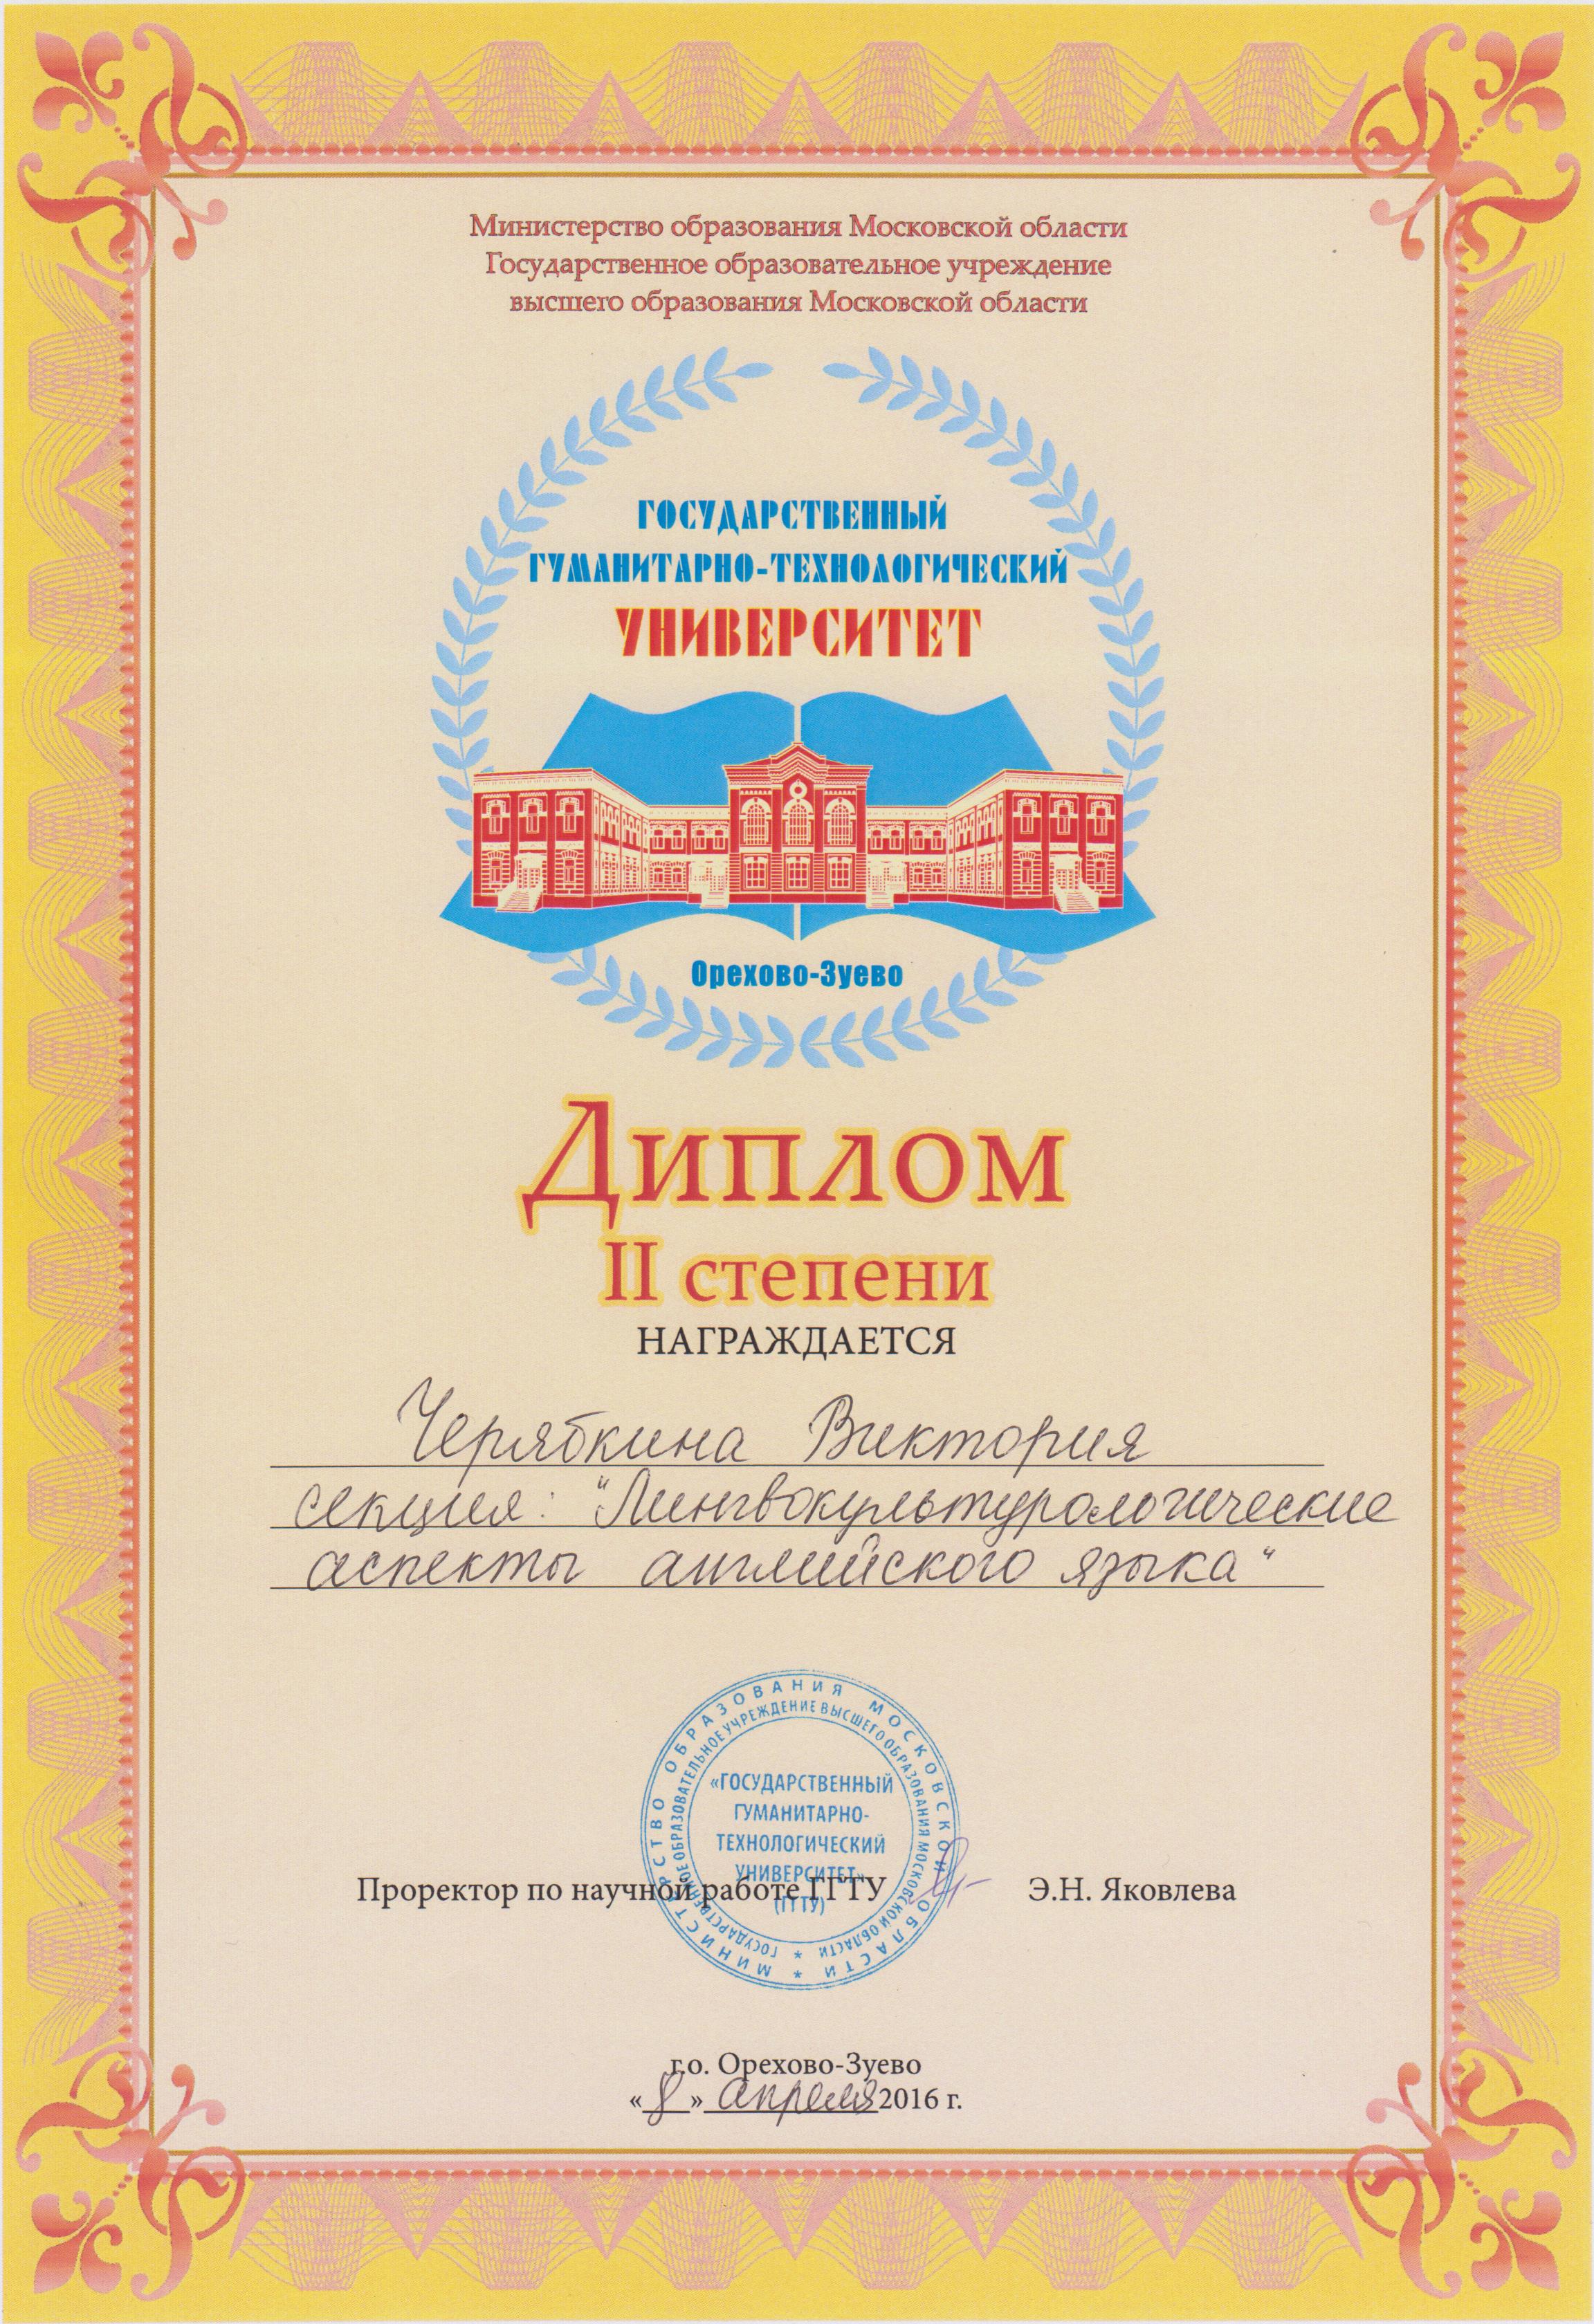 Министерство образования Московской области
Государственное образовательное учреждение
высшего образования Московской области
ГОСУДАРСТВЕННЫЙ
ГУМАНИТАРНО-ТЕХНОЛОГИЧЕСКИЙ
УНИВЕРСИТЕТ
Орехово-Зуево
Диплом
II степени
НАГРАЖДАЕТСЯ
Черябкина Виктория
секция: "Лингвокультурологические
аспекты английского языка"
МИНИСТЕРСТВО ОБРАЗОВАНИЯ МОСКОВСКОЙ ОБЛАСТИ *
ГОСУДАРСТВЕННОЕ ОБРАЗОВАТЕЛЬНОЕ УЧРЕЖДЕНИЕ ВЫСШЕГО ОБРАЗОВАНИЯ МОСКОВСКОЙ ОБЛАСТИ *
«ГОСУДАРСТВЕННЫЙ
ГУМАНИТАРНО-
ТЕХНОЛОГИЧЕСКИЙ
УНИВЕРСИТЕТ»
(ГГТУ)
Проректор по научной работе ГГТУ Э.Н. Яковлева
г.о. Орехово-Зуево
«8» апреля 2016 г.